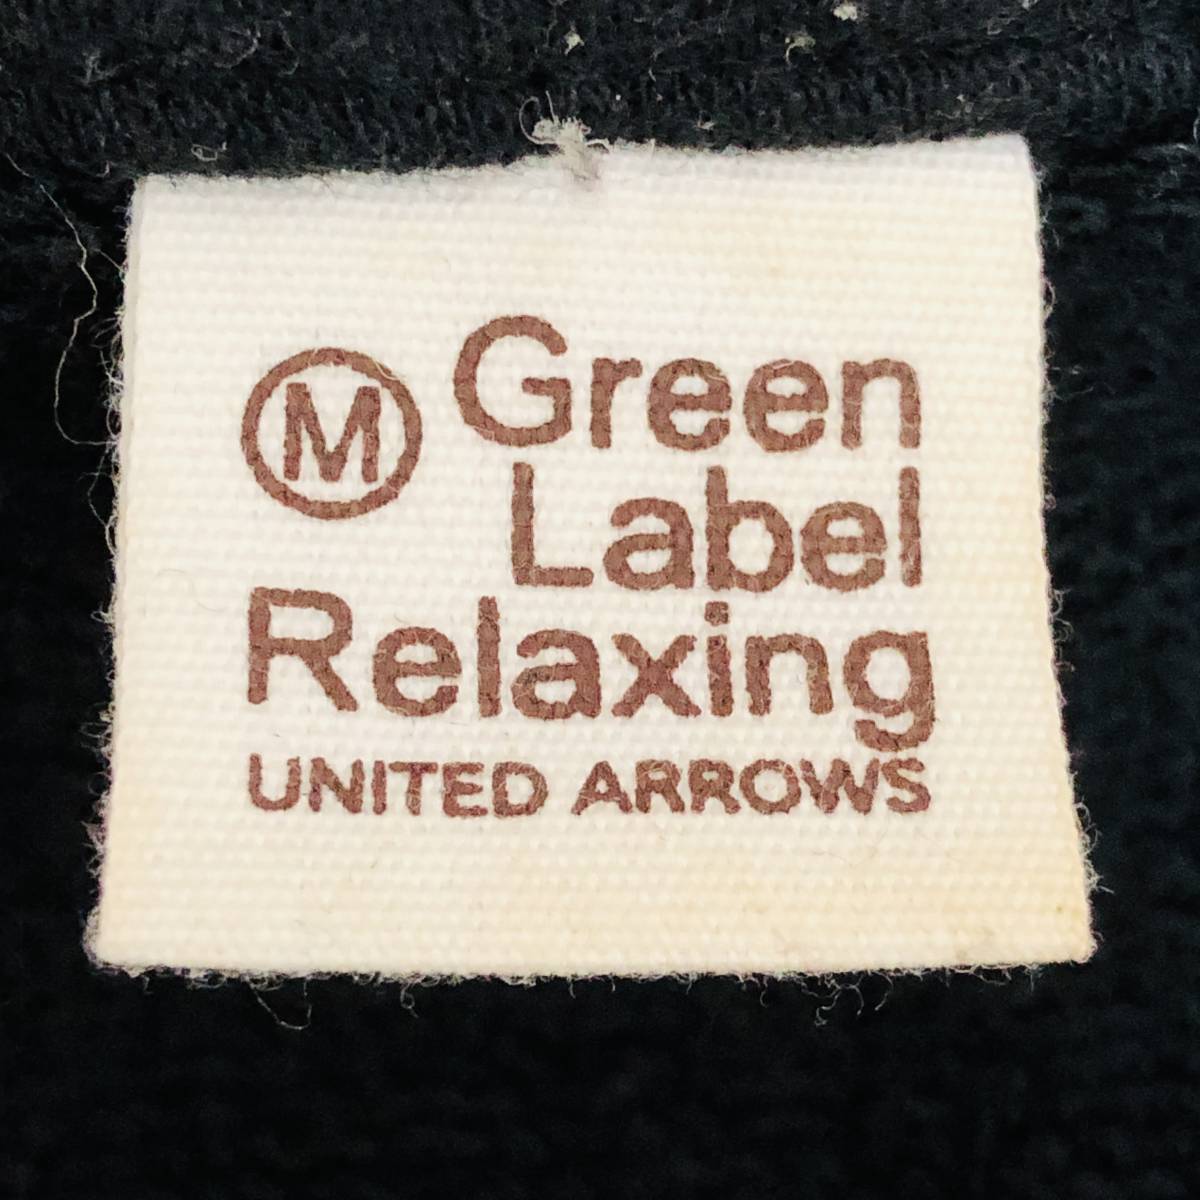 M Green
Label
Relaxing
UNITED ARROWS